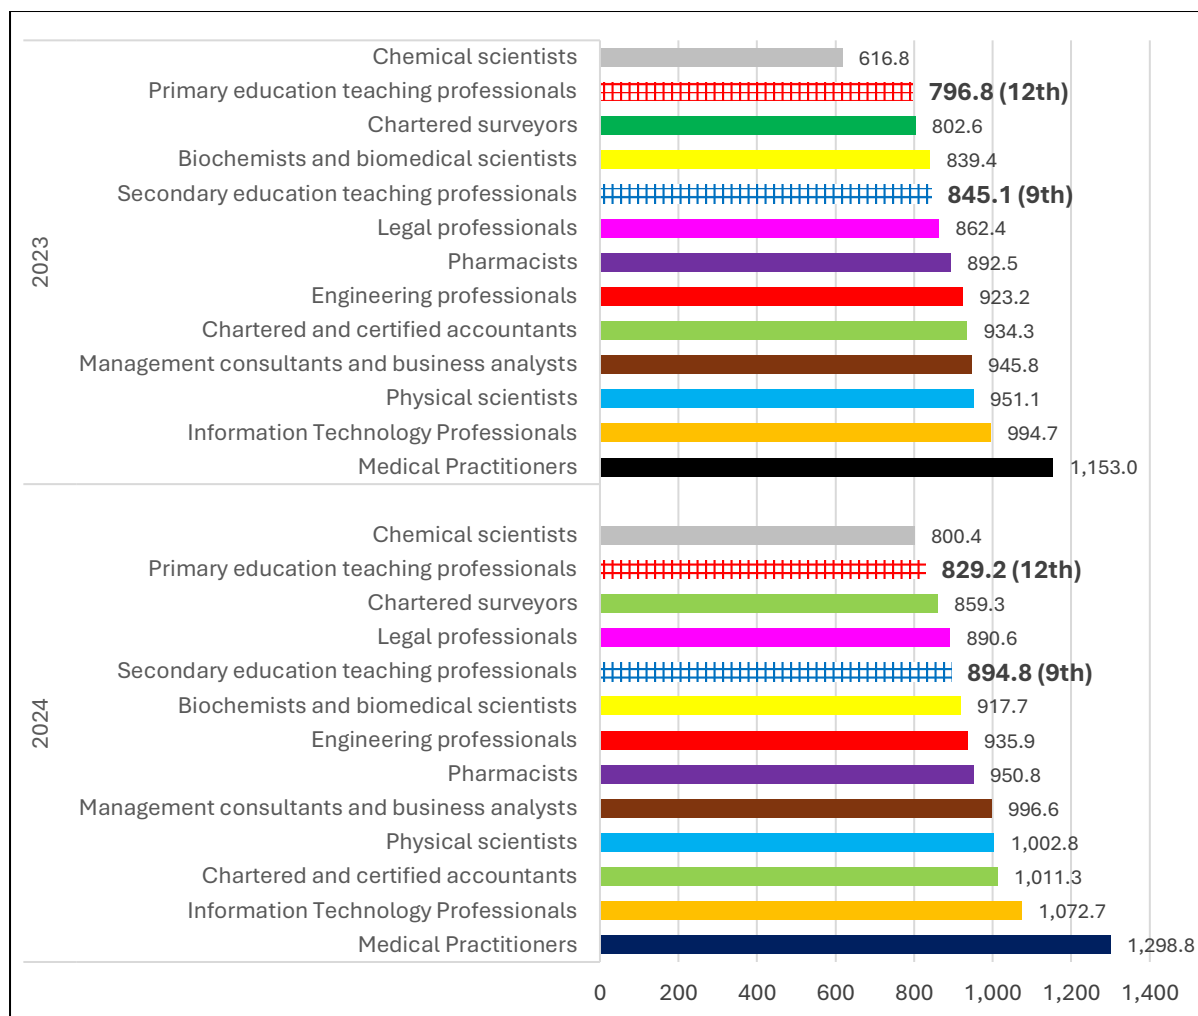 2023
Chemical scientists 616.8
Primary education teaching professionals 796.8 (12th)
Chartered surveyors 802.6
Biochemists and biomedical scientists 839.4
Secondary education teaching professionals 845.1 (9th)
Legal professionals 862.4
Pharmacists 892.5
Engineering professionals 923.2
Chartered and certified accountants 934.3
Management consultants and business analysts 945.8
Physical scientists 951.1
Information Technology Professionals 994.7
Medical Practitioners 1,153.0
2024
Chemical scientists 800.4
Primary education teaching professionals 829.2 (12th)
Chartered surveyors 859.3
Legal professionals 890.6
Secondary education teaching professionals 894.8 (9th)
Biochemists and biomedical scientists 917.7
Engineering professionals 935.9
Pharmacists 950.8
Management consultants and business analysts 996.6
Physical scientists 1,002.8
Chartered and certified accountants 1,011.3
Information Technology Professionals 1,072.7
Medical Practitioners 1,298.8
0 200 400 600 800 1,000 1,200 1,400